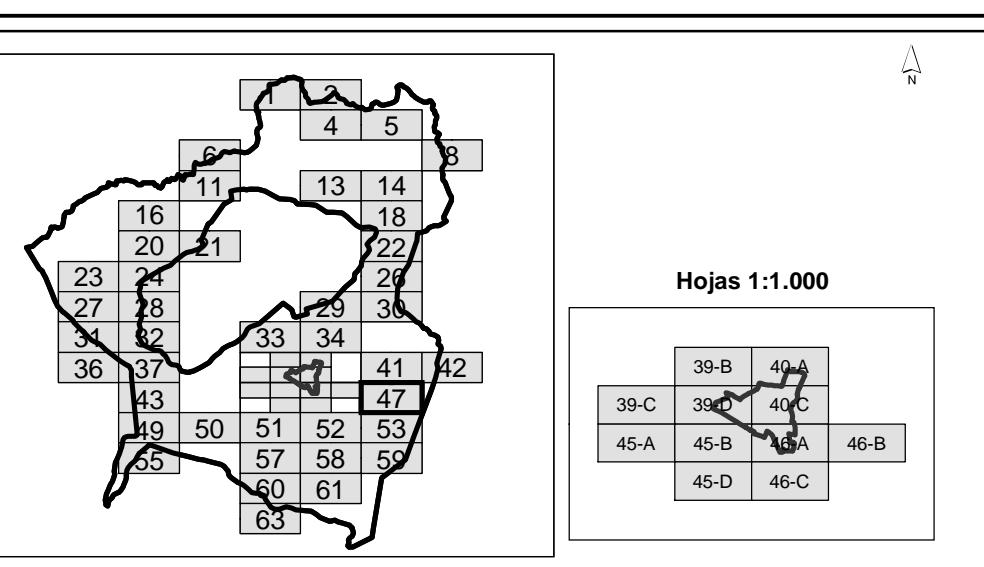 N
1 2
4 5
6 8
11 13 14
16 18
20 21 22
23 24 26
27 28 29 30
31 32 33 34
36 37 41 42
43 47
49 50 51 52 53
55 57 58 59
60 61
63
Hojas 1:1.000
39-B 40-A
39-C 39-D 40-C
45-A 45-B 46-A 46-B
45-D 46-C